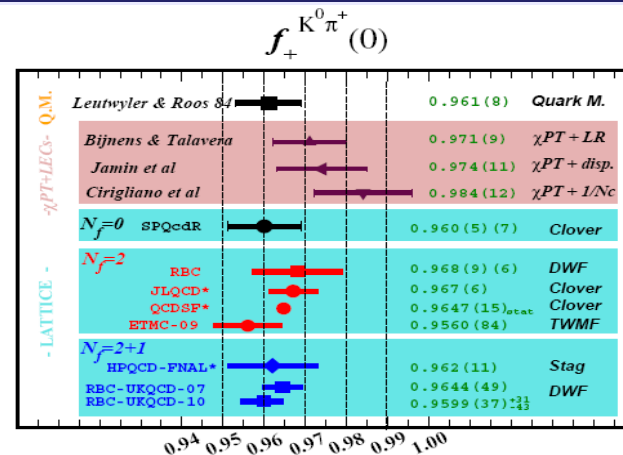 f₊^{K⁰π⁺}(0)
Q.M.
Leutwyler & Roos 84 0.961(8) Quark M.
-χPT+LECs-
Bijnens & Talavera 0.971(9) χPT + LR
Jamin et al 0.974(11) χPT + disp.
Cirigliano et al 0.984(12) χPT + 1/Nc
- LATTICE -
N_f=0 SPQcdR 0.960(5)(7) Clover
N_f=2
RBC 0.968(9)(6) DWF
JLQCD* 0.967(6) Clover
QCDSF* 0.9647(15)_stat Clover
ETMC-09 0.9560(84) TWMF
N_f=2+1
HPQCD-FNAL* 0.962(11) Stag
RBC-UKQCD-07 0.9644(49) DWF
RBC-UKQCD-10 0.9599(37)^{+31}_{-43}
0.94 0.95 0.96 0.97 0.98 0.99 1.00